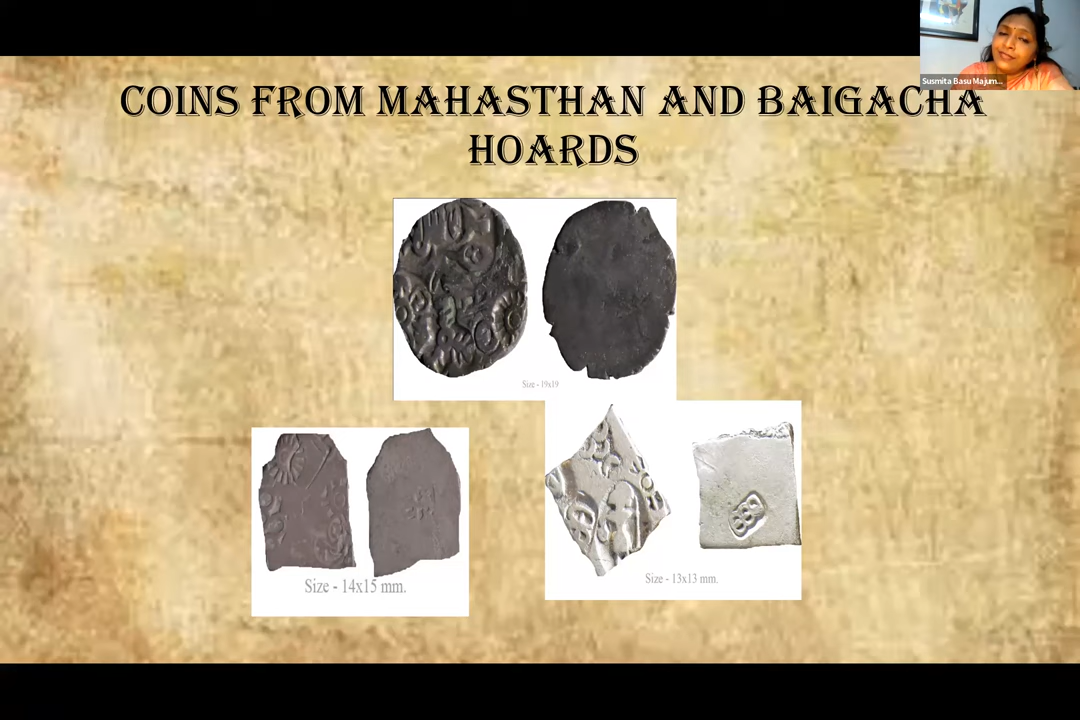 COINS FROM MAHASTHAN AND BAIGACHA
HOARDS
Susmita Basu Majum...
Size - 19x19
Size - 14x15 mm.
Size - 13x13 mm.